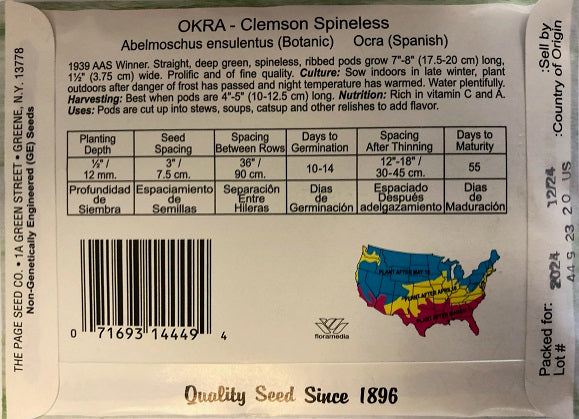 OKRA - Clemson Spineless
Abelmoschus ensulentus (Botanic) Ocra (Spanish)
1939 AAS Winner. Straight, deep green, spineless, ribbed pods grow 7"-8" (17.5-20 cm) long,
1½" (3.75 cm) wide. Prolific and of fine quality. Culture: Sow indoors in late winter, plant
outdoors after danger of frost has passed and night temperature has warmed. Water plentifully.
Harvesting: Best when pods are 4"-5" (10-12.5 cm) long. Nutrition: Rich in vitamin C and A.
Uses: Pods are cut up into stews, soups, catsup and other relishes to add flavor.
Planting Depth
Seed Spacing
Spacing Between Rows
Days to Germination
Spacing After Thinning
Days to Maturity
½" / 12 mm.
3" / 7.5 cm.
36" / 90 cm.
10-14
12"-18" / 30-45 cm.
55
Profundidad de Siembra
Espaciamiento de Semillas
Separación Entre Hileras
Dias de Germinación
Espaciado Después adelgazamiento
Dias de Maduración
0 71693 14449 4
floramedia
PLANT AFTER MAY 15
PLANT AFTER APRIL 15
PLANT AFTER MARCH 1
Quality Seed Since 1896
THE PAGE SEED CO. • 1A GREEN STREET • GREENE, N.Y. 13778
Non-Genetically Engineered (GE) Seeds
:Sell by
:Country of Origin
Packed for: 2024 12/24
Lot # 44 9 23 20 US